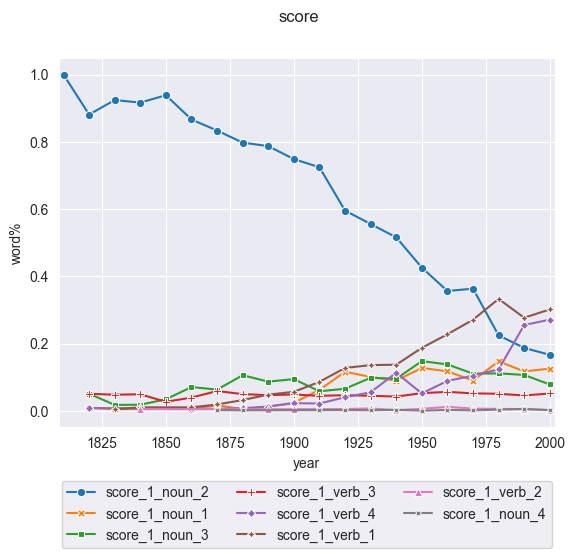 score
1.0
0.8
0.6
0.4
0.2
0.0
word%
1825 1850 1875 1900 1925 1950 1975 2000
year
score_1_noun_2 score_1_verb_3 score_1_verb_2
score_1_noun_1 score_1_verb_4 score_1_noun_4
score_1_noun_3 score_1_verb_1